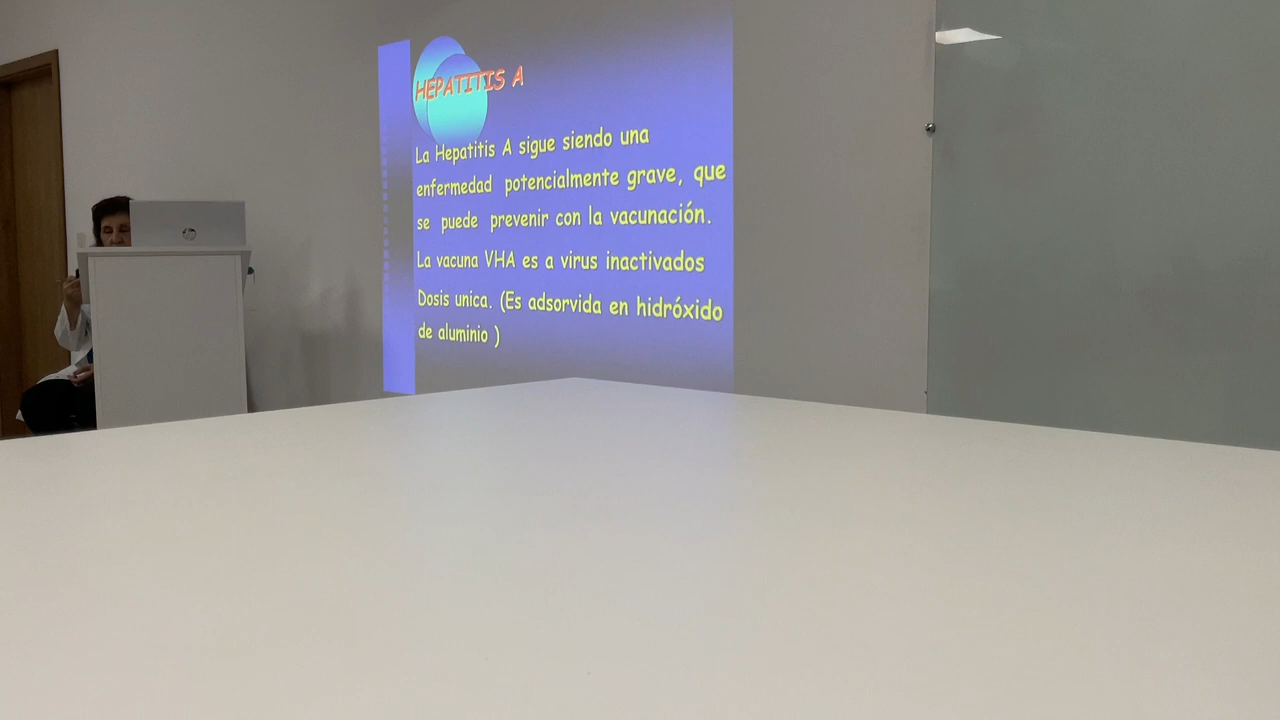 HEPATITIS A
La Hepatitis A sigue siendo una
enfermedad potencialmente grave, que
se puede prevenir con la vacunación.
La vacuna VHA es a virus inactivados
Dosis unica. (Es adsorvida en hidróxido
de aluminio )